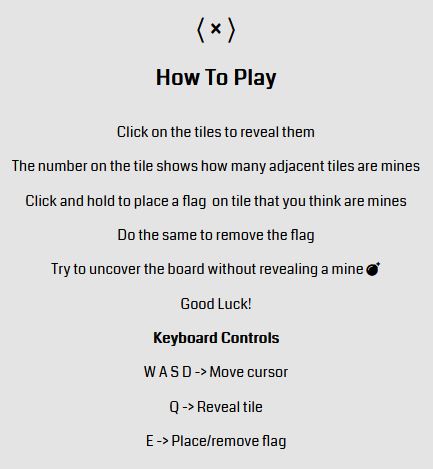 ⟨ × ⟩
How To Play
Click on the tiles to reveal them
The number on the tile shows how many adjacent tiles are mines
Click and hold to place a flag on tile that you think are mines
Do the same to remove the flag
Try to uncover the board without revealing a mine💣
Good Luck!
Keyboard Controls
W A S D -> Move cursor
Q -> Reveal tile
E -> Place/remove flag